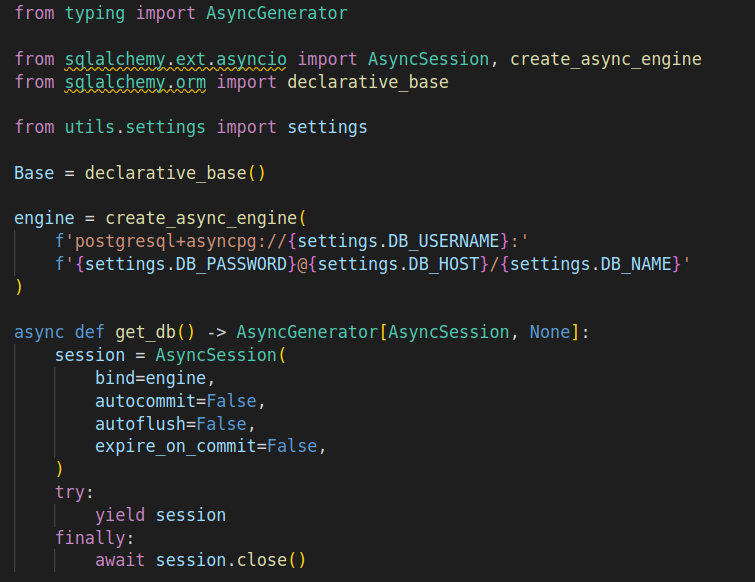 from typing import AsyncGenerator

from sqlalchemy.ext.asyncio import AsyncSession, create_async_engine
from sqlalchemy.orm import declarative_base

from utils.settings import settings

Base = declarative_base()

engine = create_async_engine(
    f'postgresql+asyncpg://{settings.DB_USERNAME}:'
    f'{settings.DB_PASSWORD}@{settings.DB_HOST}/{settings.DB_NAME}'
)

async def get_db() -> AsyncGenerator[AsyncSession, None]:
    session = AsyncSession(
        bind=engine,
        autocommit=False,
        autoflush=False,
        expire_on_commit=False,
    )
    try:
        yield session
    finally:
        await session.close()